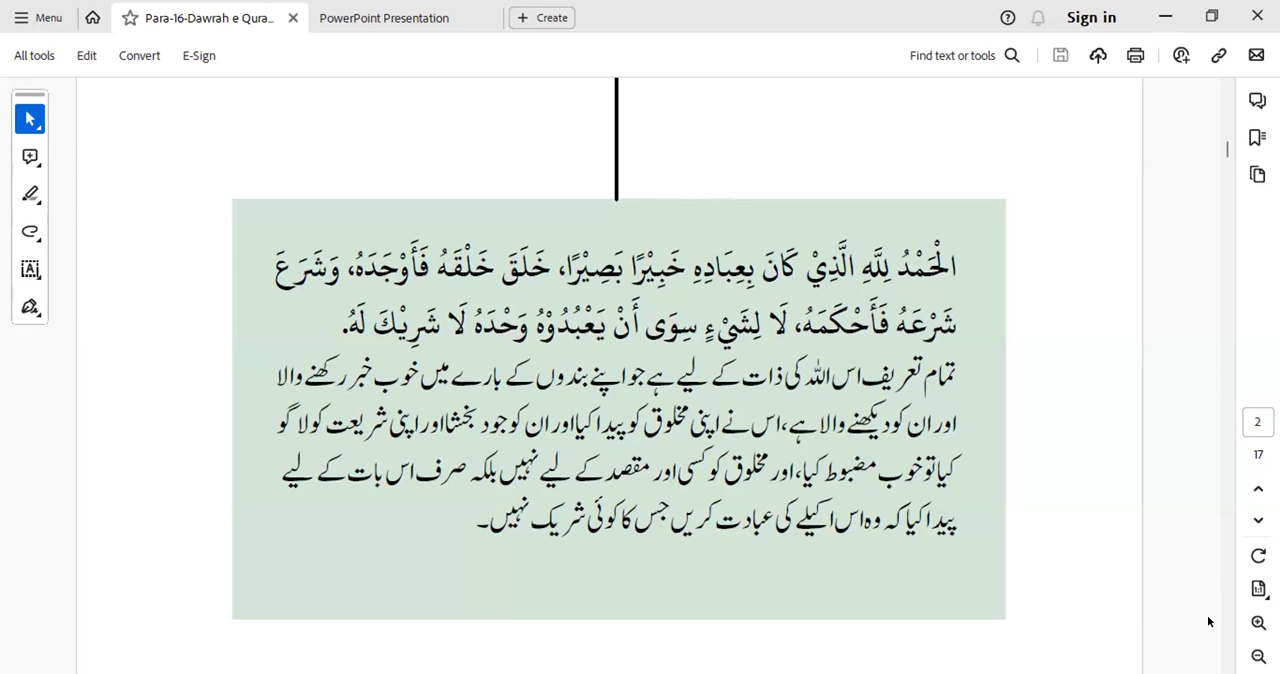 Menu
Para-16-Dawrah e Qura...
PowerPoint Presentation
Create
Sign in
All tools
Edit
Convert
E-Sign
Find text or tools
الْحَمْدُ لِلَّهِ الَّذِيْ كَانَ بِعِبَادِهِ خَبِيْرًا بَصِيْرًا، خَلَقَ خَلْقَهُ فَأَوْجَدَهُ، وَشَرَعَ
شَرْعَهُ فَأَحْكَمَهُ، لَا لِشَيْءٍ سِوَى أَنْ يَعْبُدُوْهُ وَحْدَهُ لَا شَرِيْكَ لَهُ.
تمام تعریف اس اللہ کی ذات کے لیے ہے جو اپنے بندوں کے بارے میں خوب خبر رکھنے والا
اور ان کو دیکھنے والا ہے، اس نے اپنی مخلوق کو پیدا کیا اور ان کو وجود بخشا اور اپنی شریعت کو لاگو
کیا تو خوب مضبوط کیا، اور مخلوق کو کسی اور مقصد کے لیے نہیں بلکہ صرف اس بات کے لیے
پیدا کیا کہ وہ اس اکیلے کی عبادت کریں جس کا کوئی شریک نہیں۔
2
17